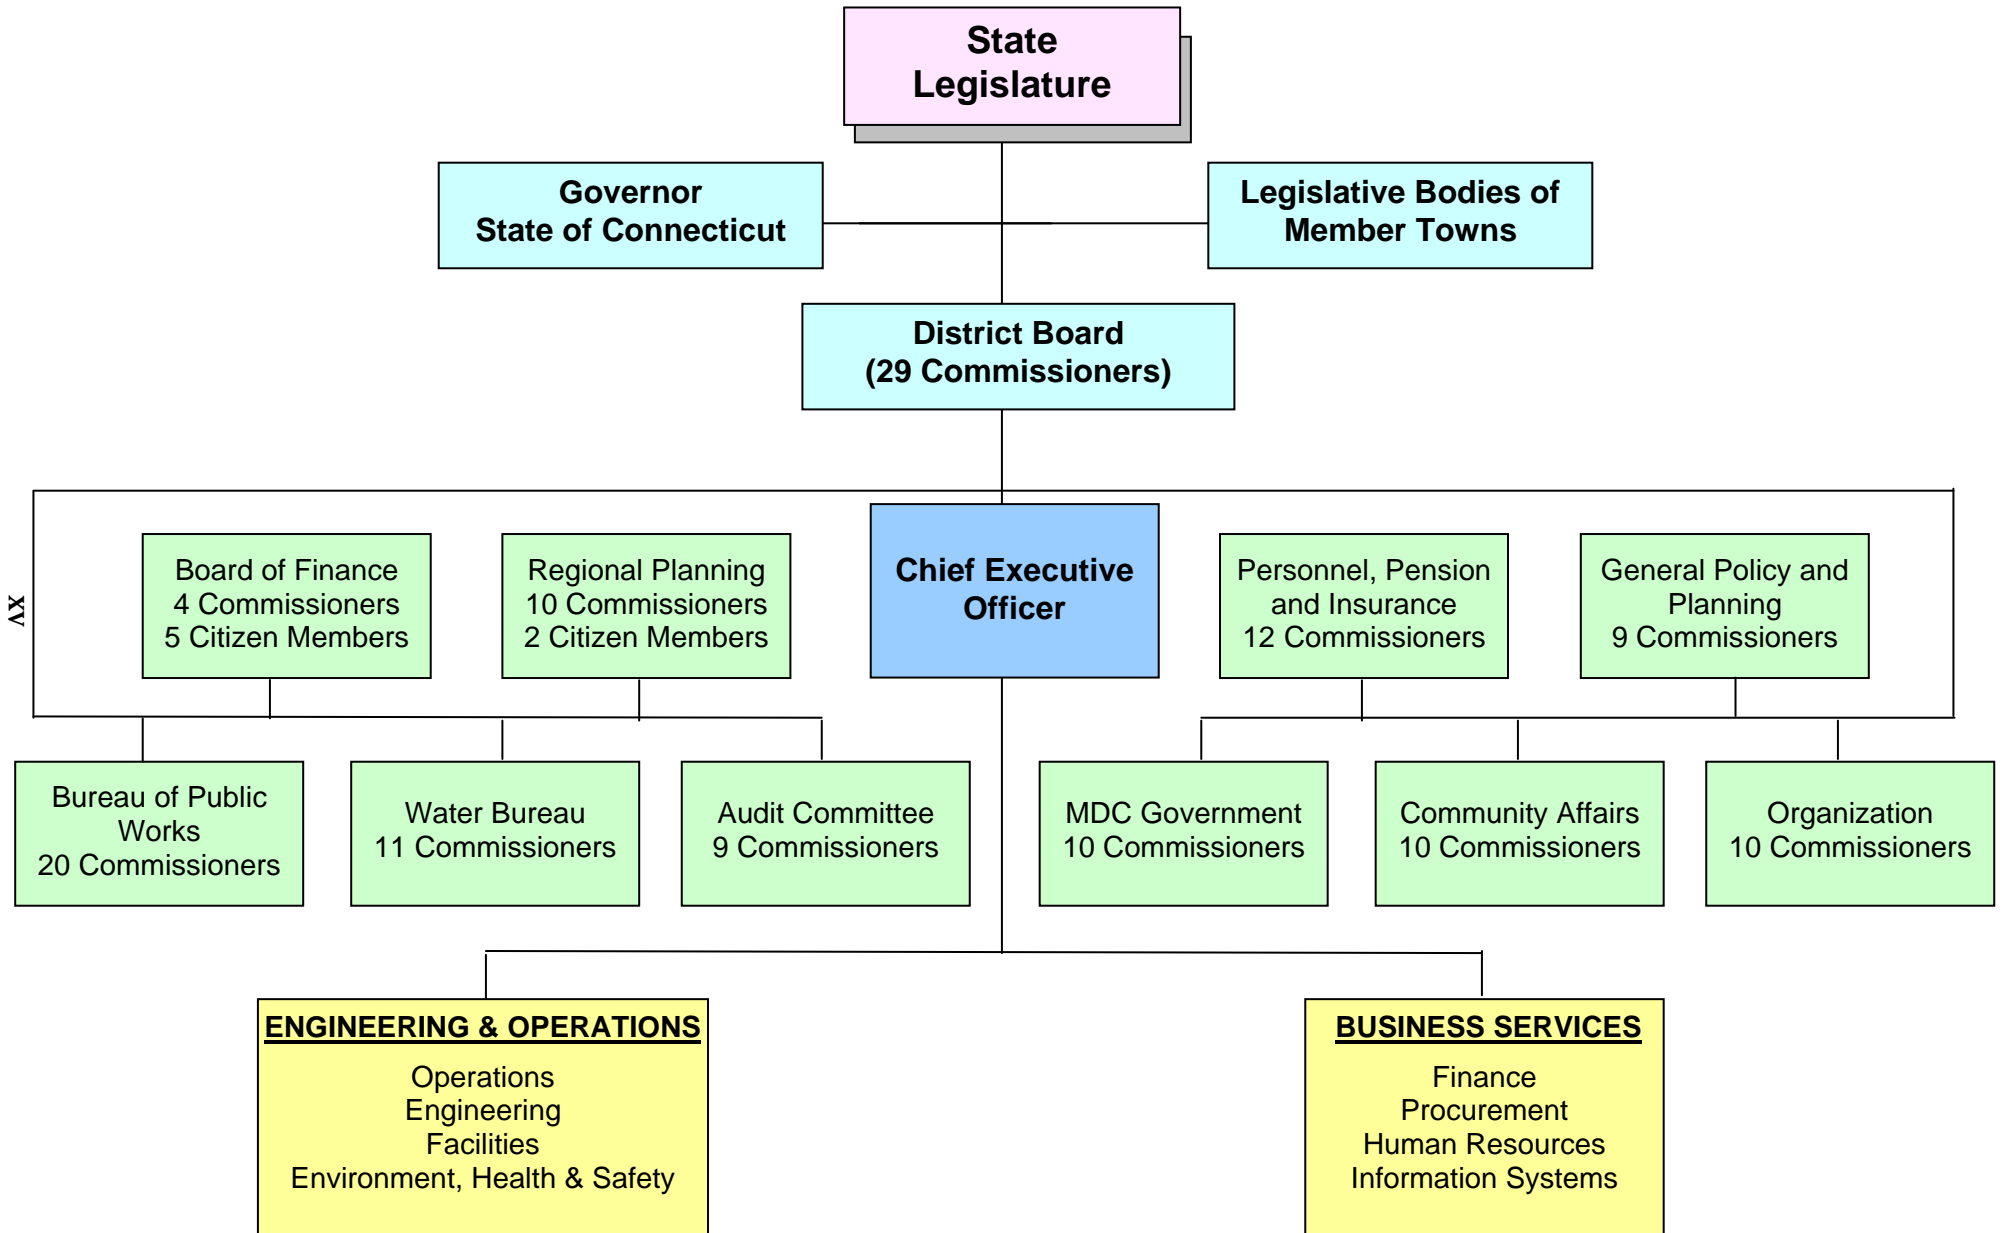 State
Legislature
Governor
State of Connecticut
Legislative Bodies of
Member Towns
District Board
(29 Commissioners)
xv
Board of Finance
4 Commissioners
5 Citizen Members
Regional Planning
10 Commissioners
2 Citizen Members
Chief Executive
Officer
Personnel, Pension
and Insurance
12 Commissioners
General Policy and
Planning
9 Commissioners
Bureau of Public
Works
20 Commissioners
Water Bureau
11 Commissioners
Audit Committee
9 Commissioners
MDC Government
10 Commissioners
Community Affairs
10 Commissioners
Organization
10 Commissioners
ENGINEERING & OPERATIONS
Operations
Engineering
Facilities
Environment, Health & Safety
BUSINESS SERVICES
Finance
Procurement
Human Resources
Information Systems